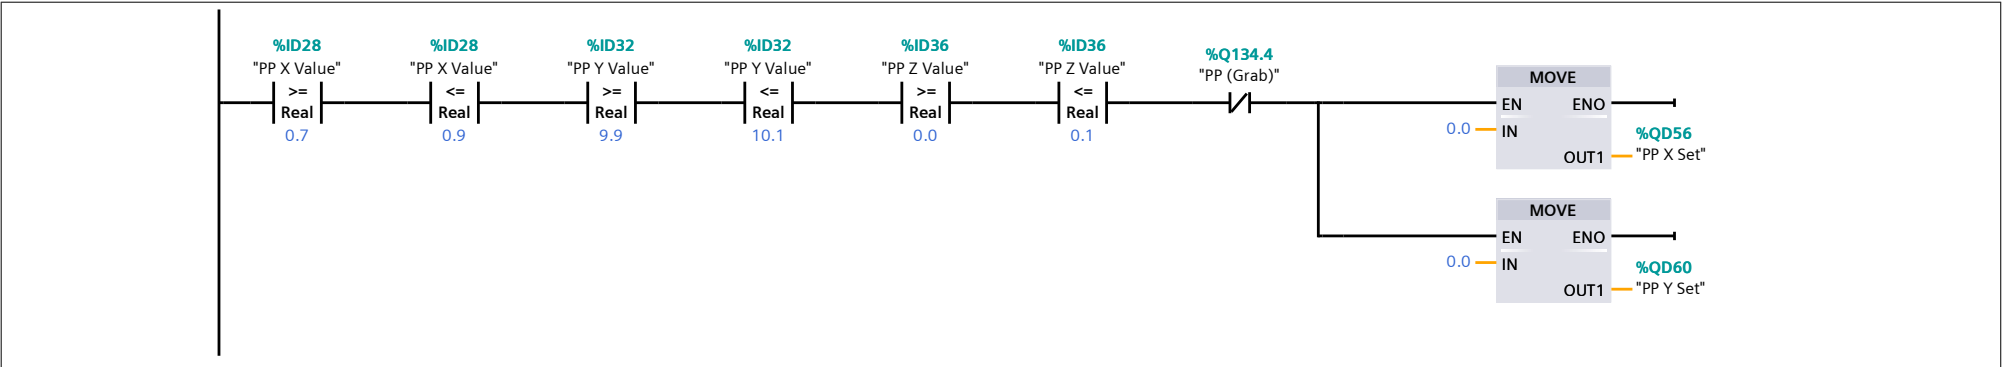 %ID28 %ID28 %ID32 %ID32 %ID36 %ID36 %Q134.4
"PP X Value" "PP X Value" "PP Y Value" "PP Y Value" "PP Z Value" "PP Z Value" "PP (Grab)"
>= <= >= <= >= <=
Real Real Real Real Real Real
0.7 0.9 9.9 10.1 0.0 0.1
MOVE
EN ENO
0.0 IN
%QD56
OUT1 "PP X Set"
MOVE
EN ENO
0.0 IN
%QD60
OUT1 "PP Y Set"